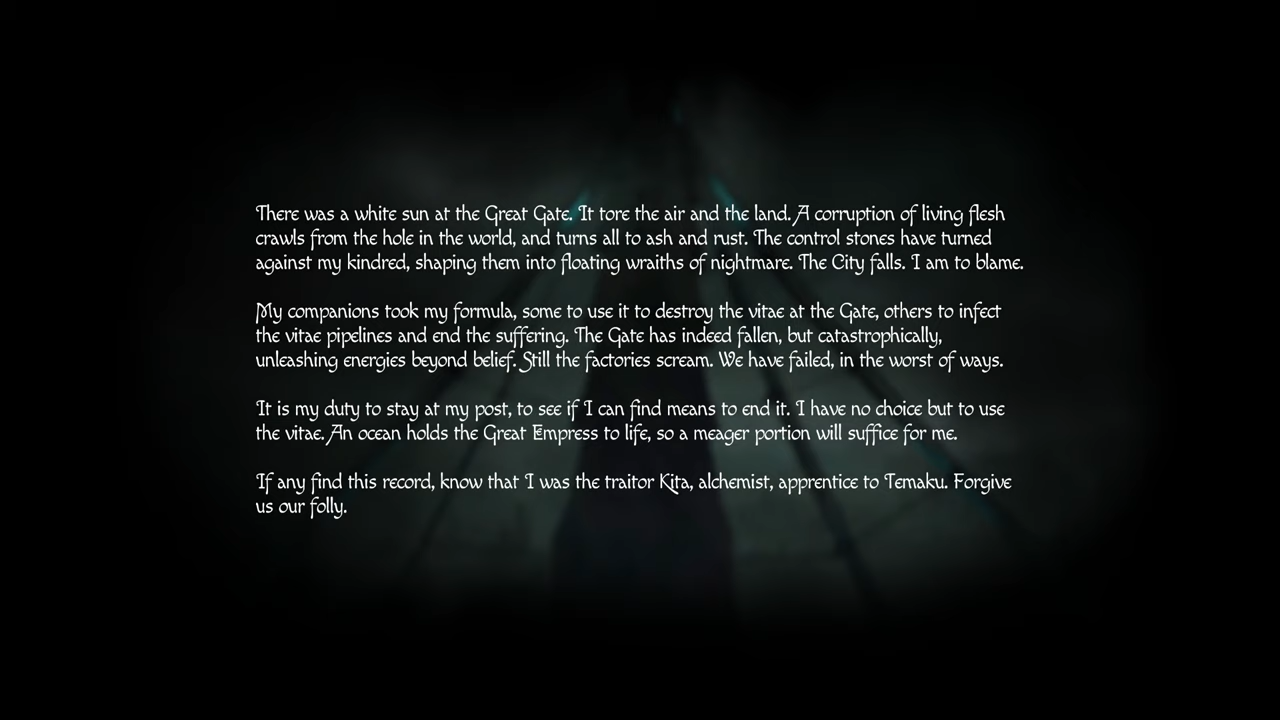 There was a white sun at the Great Gate. It tore the air and the land. A corruption of living flesh
crawls from the hole in the world, and turns all to ash and rust. The control stones have turned
against my kindred, shaping them into floating wraiths of nightmare. The City falls. I am to blame.
My companions took my formula, some to use it to destroy the vitae at the Gate, others to infect
the vitae pipelines and end the suffering. The Gate has indeed fallen, but catastrophically,
unleashing energies beyond belief. Still the factories scream. We have failed, in the worst of ways.
It is my duty to stay at my post, to see if I can find means to end it. I have no choice but to use
the vitae. An ocean holds the Great Empress to life, so a meager portion will suffice for me.
If any find this record, know that I was the traitor Kita, alchemist, apprentice to Temaku. Forgive
us our folly.